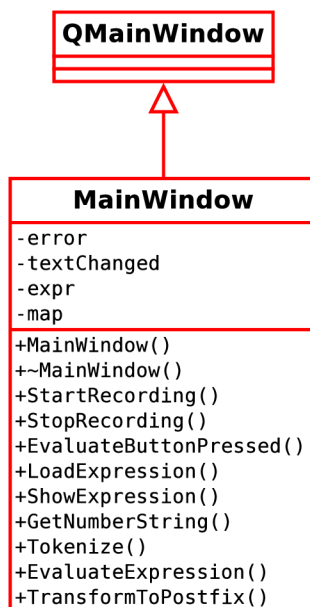 QMainWindow
MainWindow
-error
-textChanged
-expr
-map
+MainWindow()
+~MainWindow()
+StartRecording()
+StopRecording()
+EvaluateButtonPressed()
+LoadExpression()
+ShowExpression()
+GetNumberString()
+Tokenize()
+EvaluateExpression()
+TransformToPostfix()